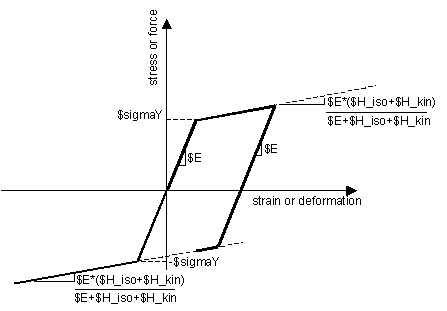 stress or force
$E*($H_iso+$H_kin)
$E+$H_iso+$H_kin
$sigmaY
$E
$E
strain or deformation
-$sigmaY
$E*($H_iso+$H_kin)
$E+$H_iso+$H_kin